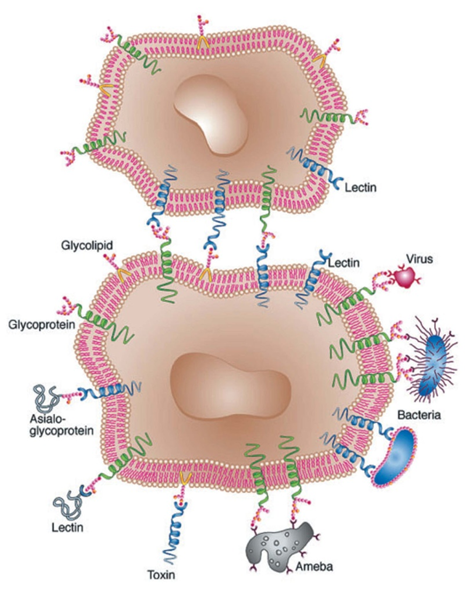 Lectin
Glycolipid
Lectin
Virus
Glycoprotein
Asialo-
glycoprotein
Bacteria
Lectin
Toxin
Ameba